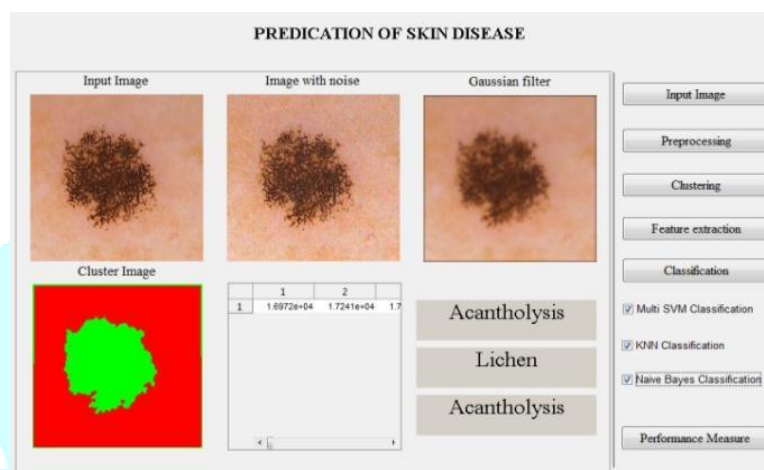 PREDICATION OF SKIN DISEASE
Input Image
Image with noise
Gaussian filter
Cluster Image
1 2
1 1.6972e+04 1.7241e+04 1.7
Acantholysis
Lichen
Acantholysis
Input Image
Preprocessing
Clustering
Feature extraction
Classification
Multi SVM Classification
KNN Classification
Naive Bayes Classification
Performance Measure